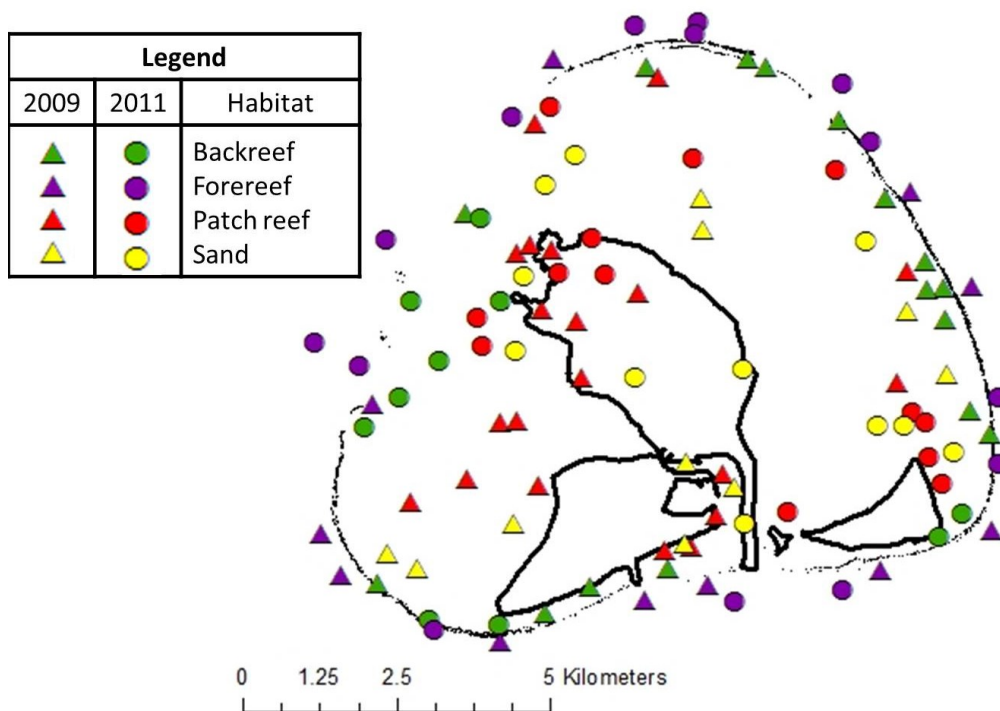 Legend
2009 2011 Habitat
Backreef
Forereef
Patch reef
Sand
0 1.25 2.5 5 Kilometers